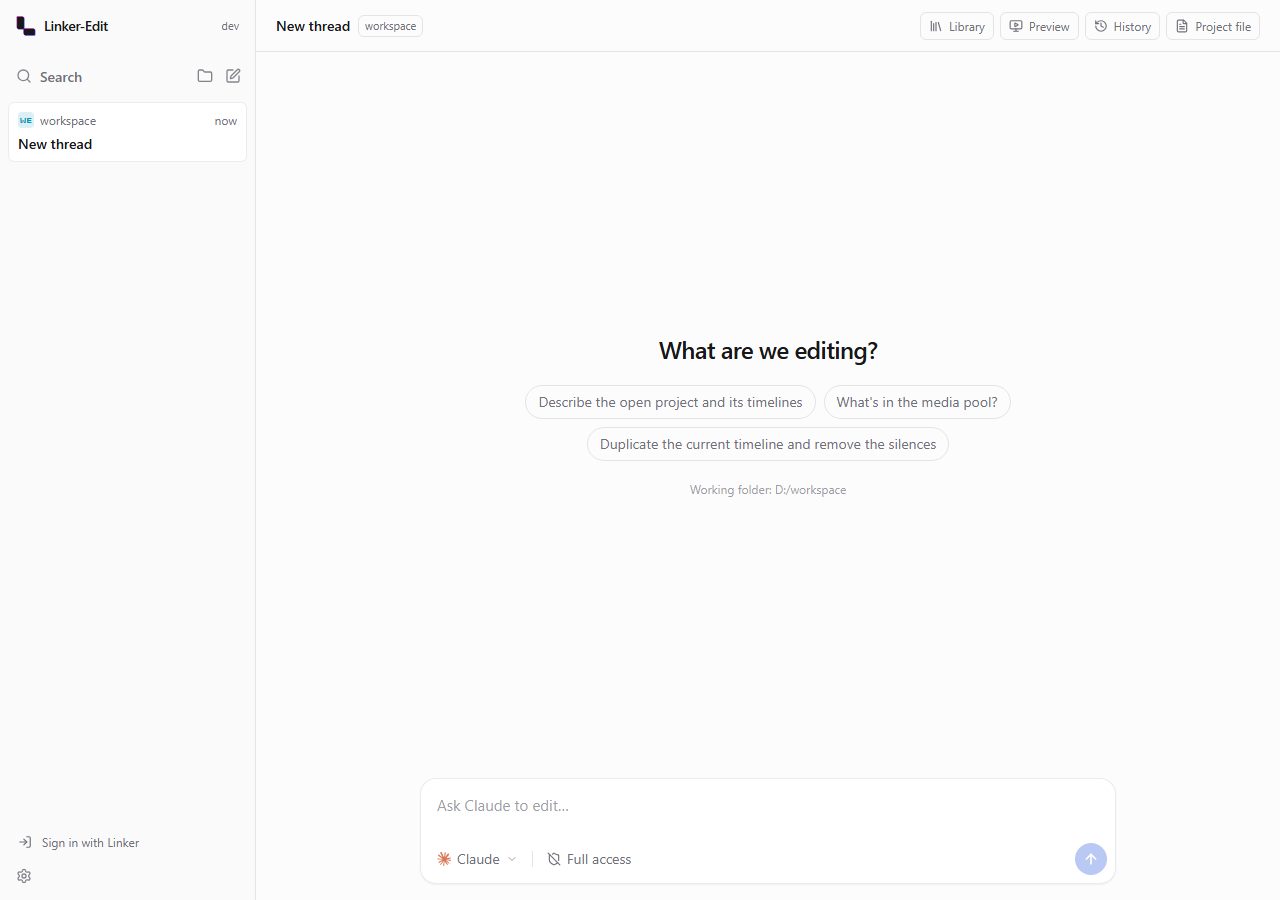 Linker-Edit
dev
Search
WE
workspace
now
New thread
Sign in with Linker
New thread
workspace
Library
Preview
History
Project file
What are we editing?
Describe the open project and its timelines
What's in the media pool?
Duplicate the current timeline and remove the silences
Working folder: D:/workspace
Ask Claude to edit...
Claude
Full access